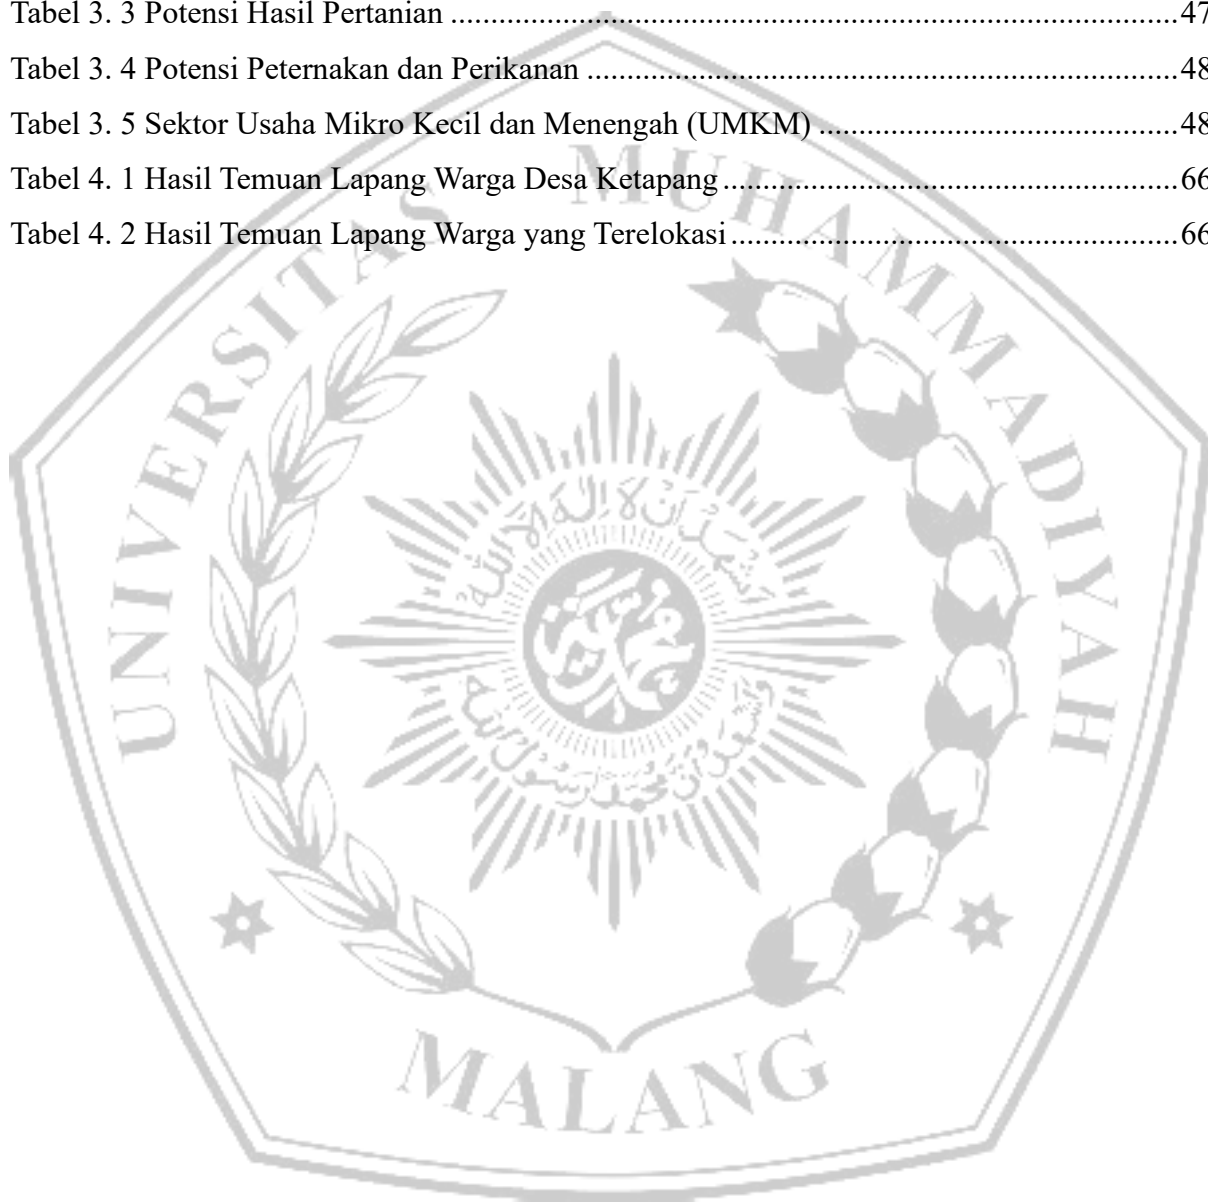 Tabel 3. 3 Potensi Hasil Pertanian ........................................................................................... 47
Tabel 3. 4 Potensi Peternakan dan Perikanan .......................................................................... 48
Tabel 3. 5 Sektor Usaha Mikro Kecil dan Menengah (UMKM) ............................................. 48
Tabel 4. 1 Hasil Temuan Lapang Warga Desa Ketapang ......................................................... 66
Tabel 4. 2 Hasil Temuan Lapang Warga yang Terelokasi ........................................................ 66
UNIVERSITAS MUHAMMADIYAH
MALANG